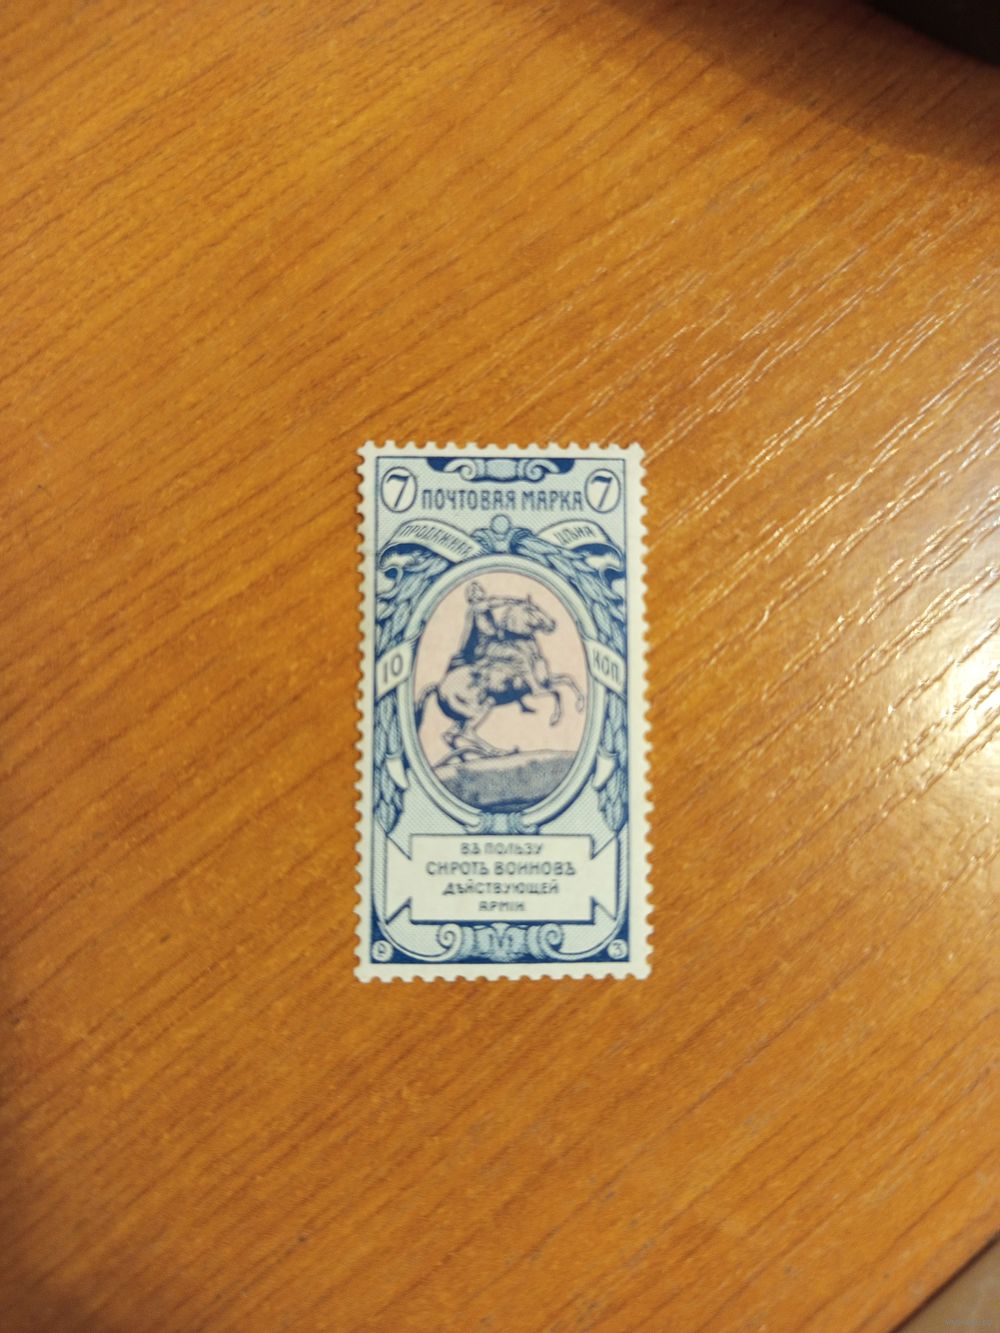 7 ПОЧТОВАЯ МАРКА 7
ПРОДАЖНАЯ ЦѢНА
10 КОП.
ВЪ ПОЛЬЗУ
СИРОТЪ ВОИНОВЪ
ДѢЙСТВУЮЩЕЙ
АРМІИ
З